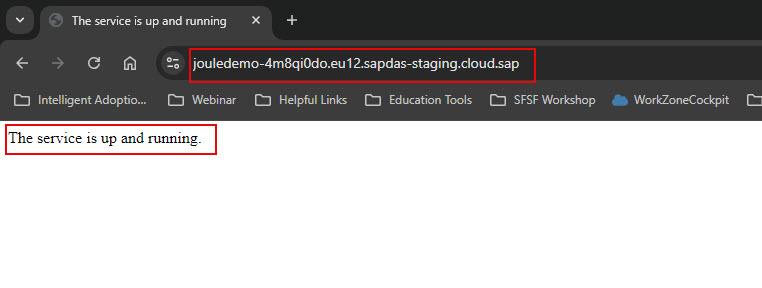 The service is up and running
jouledemo-4m8qi0do.eu12.sapdas-staging.cloud.sap
Intelligent Adoptio... Webinar Helpful Links Education Tools SFSF Workshop WorkZoneCockpit
The service is up and running.